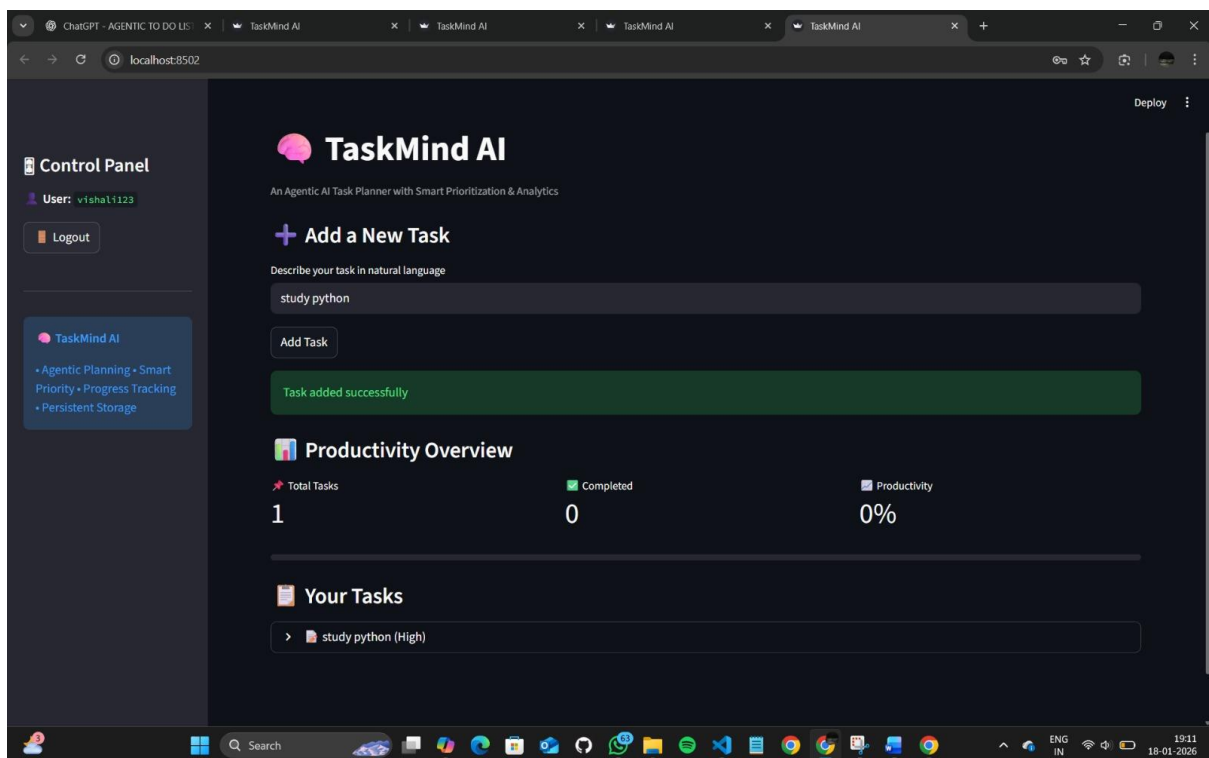 ChatGPT - AGENTIC TO DO LIS
TaskMind AI
TaskMind AI
TaskMind AI
TaskMind AI
localhost:8502
Deploy
Control Panel
User: vishali123
Logout
TaskMind AI
• Agentic Planning • Smart
Priority • Progress Tracking
• Persistent Storage
TaskMind AI
An Agentic AI Task Planner with Smart Prioritization & Analytics
Add a New Task
Describe your task in natural language
study python
Add Task
Task added successfully
Productivity Overview
Total Tasks
Completed
Productivity
1
0
0%
Your Tasks
study python (High)
3
Search
63
ENG
IN
19:11
18-01-2026